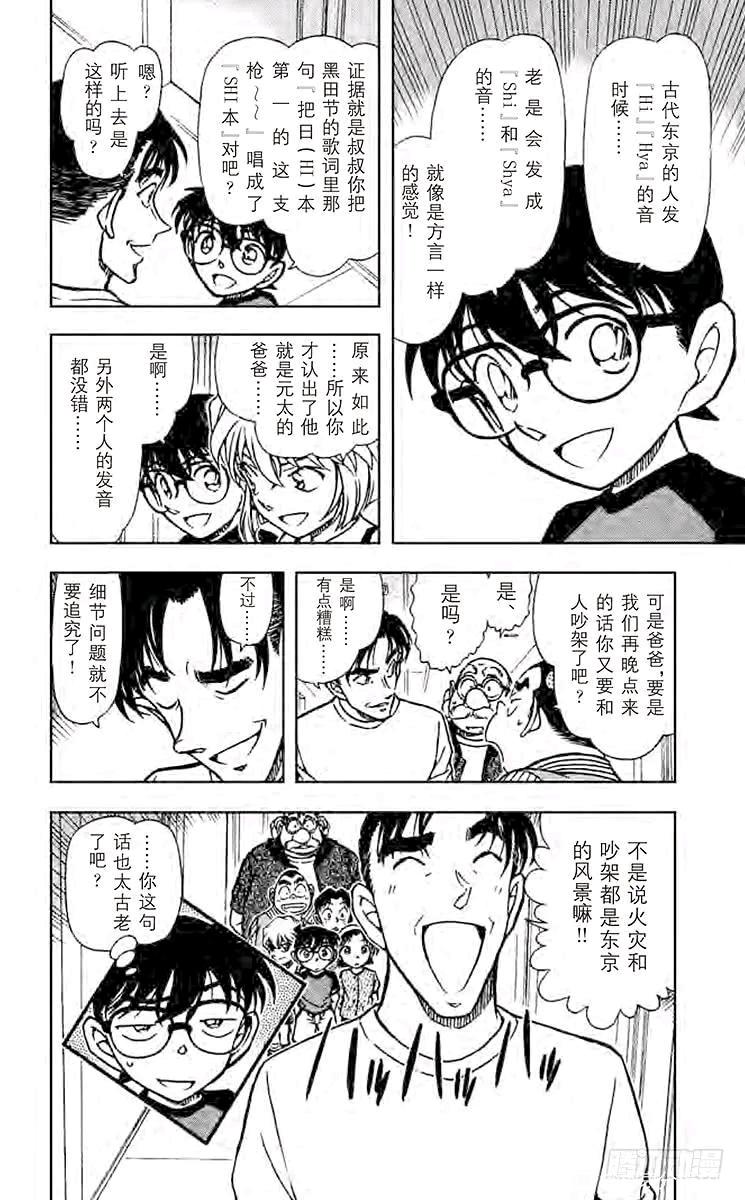 古代东京的人发
『Hi』『Hya』的音
时候……
老是会发成
『Shi』和『Shya』
的音……
就像是方言一样
的感觉！
证据就是叔叔你把
黑田节的歌词里那
句『把日(三)本
第一的这支
枪～～』唱成了
『SHI本』对吧？
嗯？
听上去是
这样的吗？
原来如此
……所以你
才认出了他
就是元太的
爸爸……
是啊……
另外两个人的发音
都没错……
可是爸爸，要是
我们再晚点来
的话你又要和
人吵架了吧？
是、
是吗？
是啊……
有点糟糕……
不过……
细节问题就不
要追究了！
不是说火灾和
吵架都是东京
的风景嘛!!
……你这句
话也太古老
了吧？